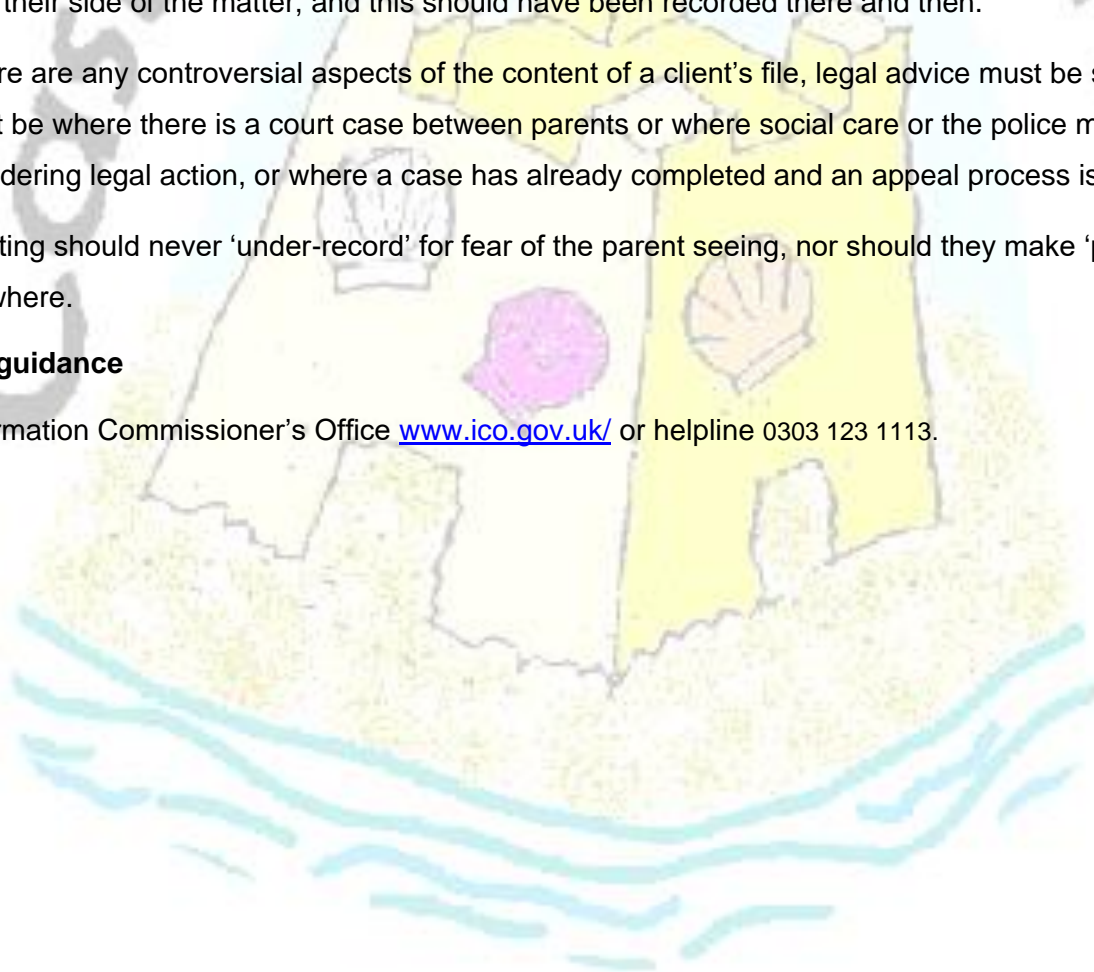 their side of the matter, and this should have been recorded there and then.
re are any controversial aspects of the content of a client's file, legal advice must be s
t be where there is a court case between parents or where social care or the police m
dering legal action, or where a case has already completed and an appeal process is
ting should never 'under-record' for fear of the parent seeing, nor should they make 'p
where.
guidance
rmation Commissioner's Office www.ico.gov.uk/ or helpline 0303 123 1113.
Cas